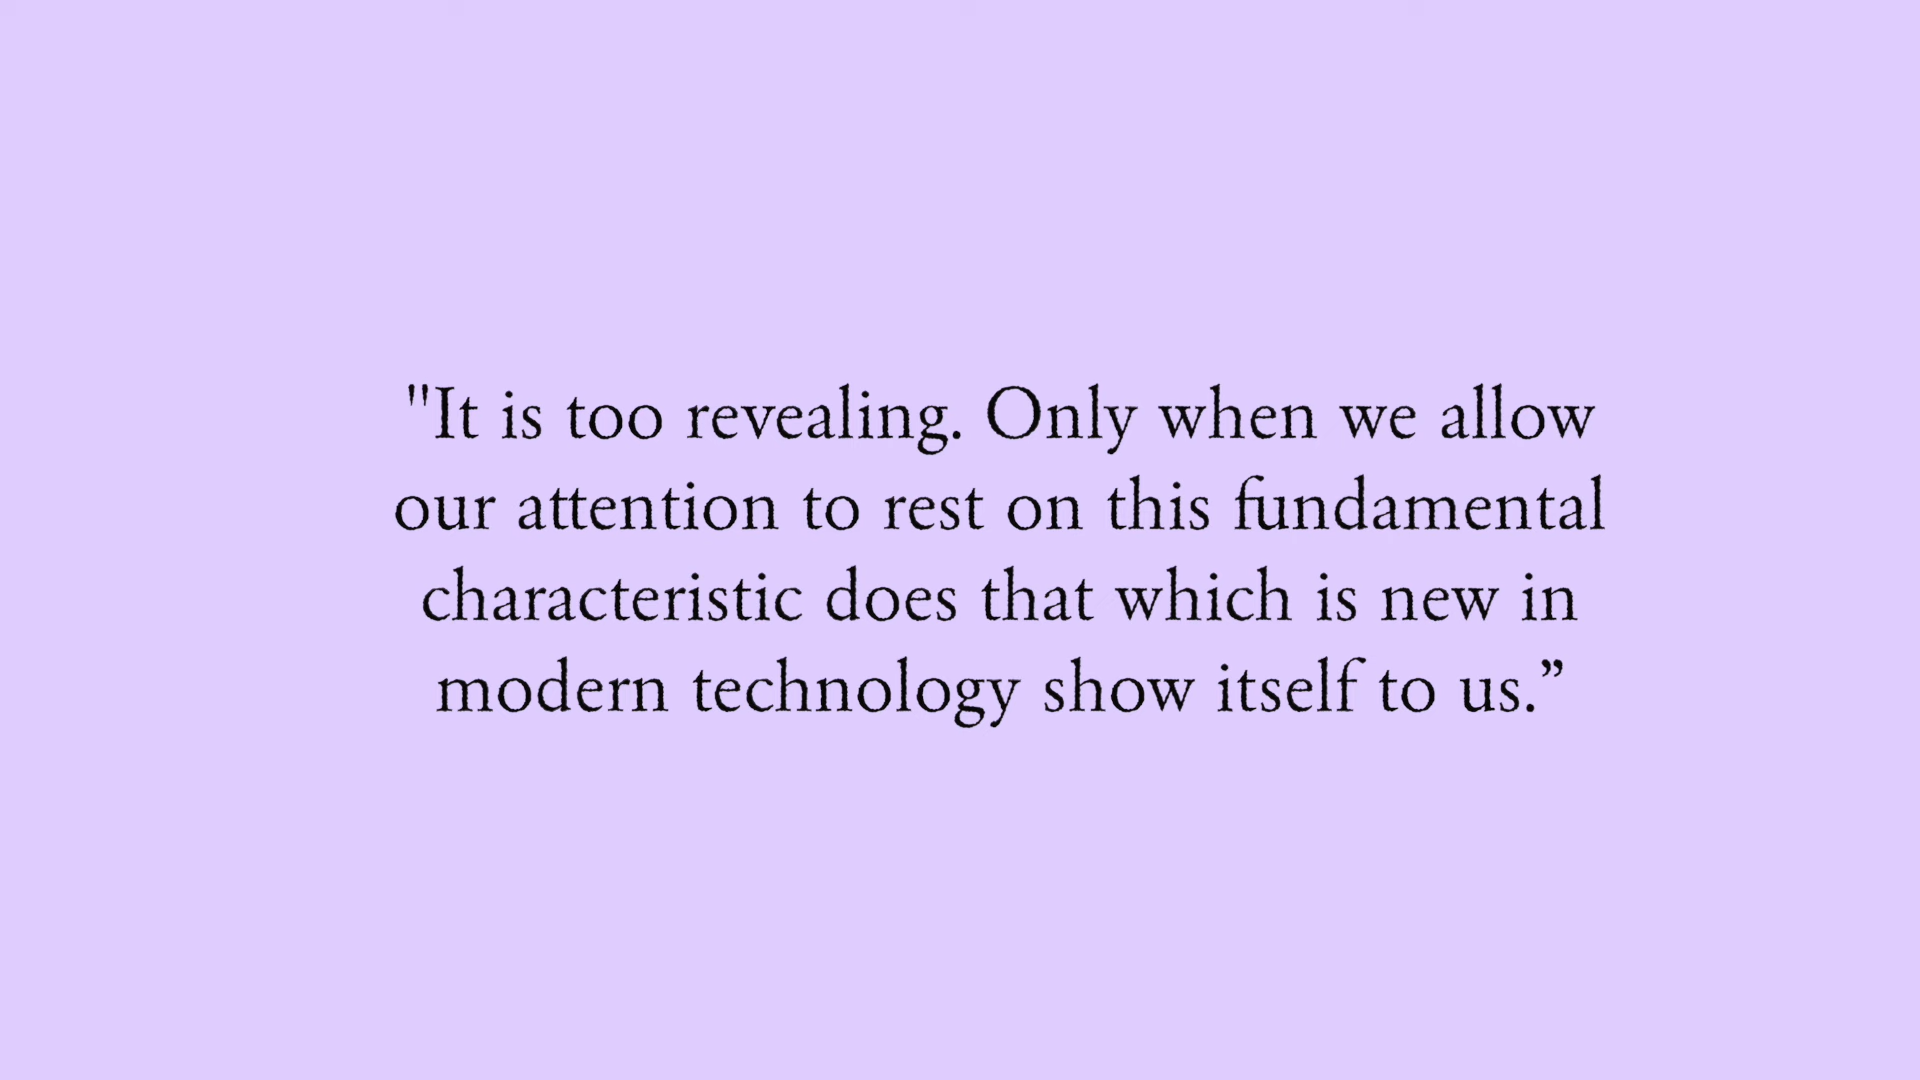 "It is too revealing. Only when we allow
our attention to rest on this fundamental
characteristic does that which is new in
modern technology show itself to us.”